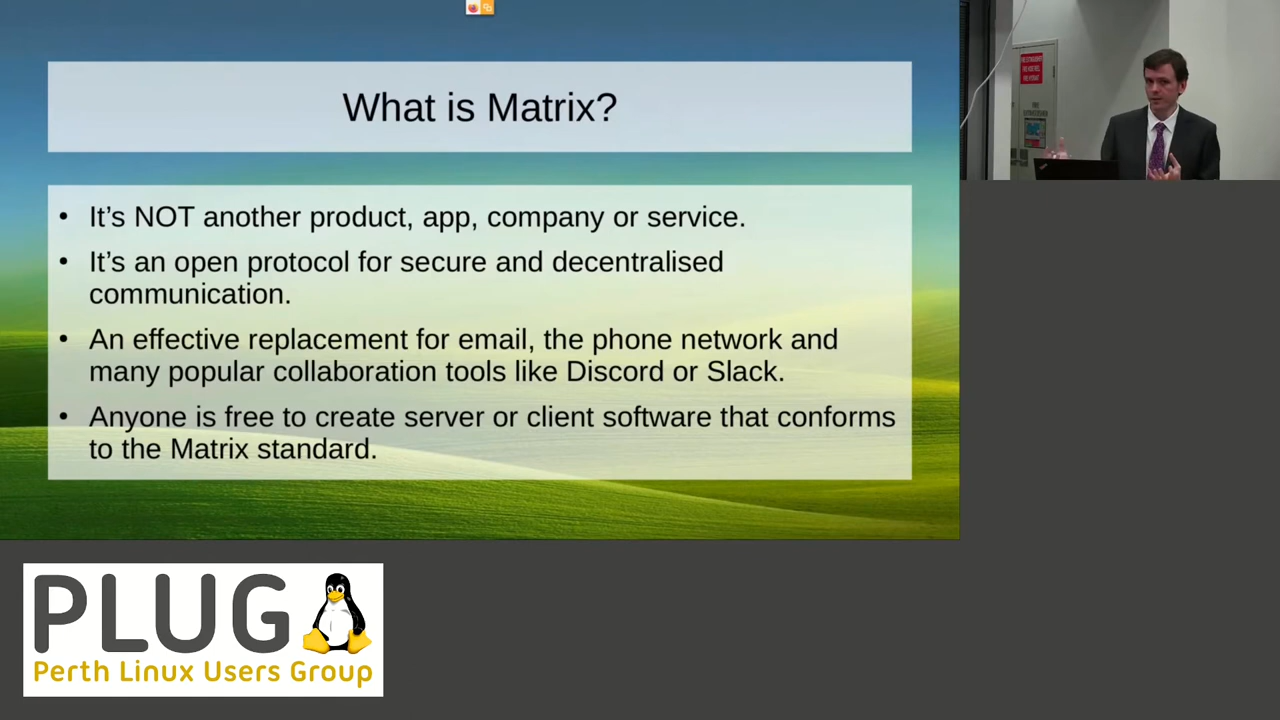 What is Matrix?
• It’s NOT another product, app, company or service.
• It’s an open protocol for secure and decentralised
communication.
• An effective replacement for email, the phone network and
many popular collaboration tools like Discord or Slack.
• Anyone is free to create server or client software that conforms
to the Matrix standard.
PLUG
Perth Linux Users Group